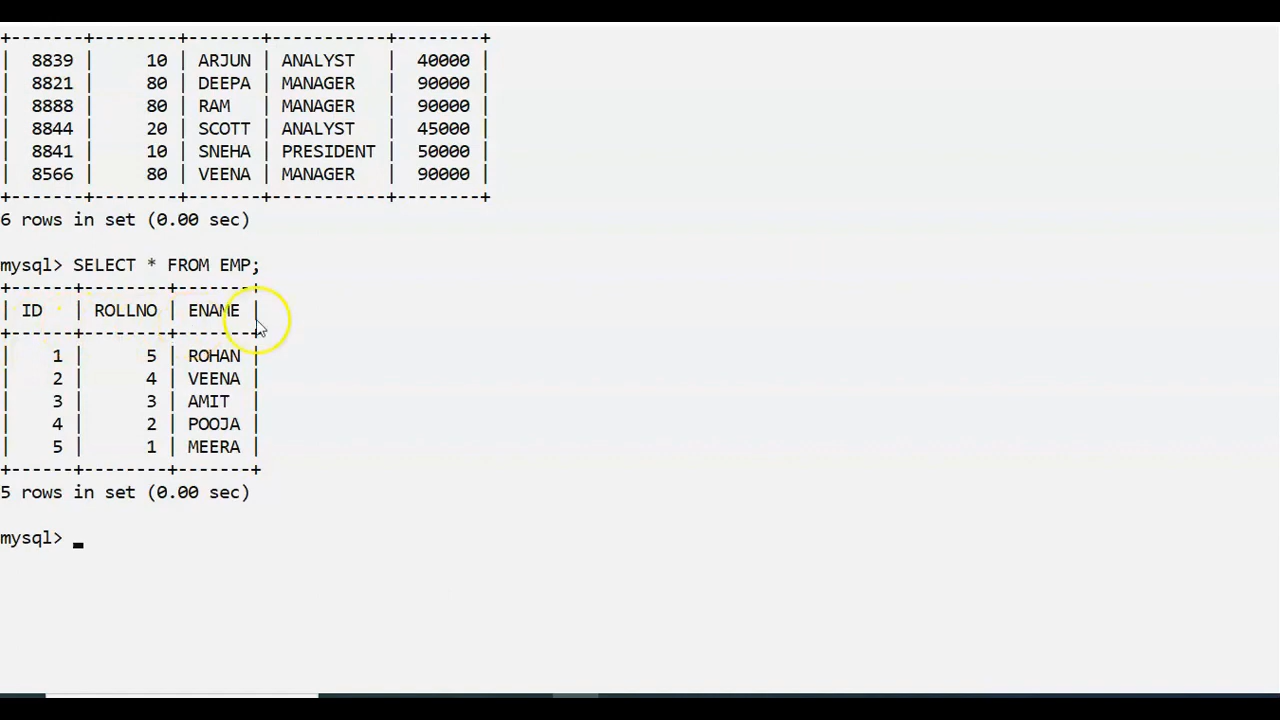 +-------+--------+-------+-----------+--------+
|  8839 |     10 | ARJUN | ANALYST   |  40000 |
|  8821 |     80 | DEEPA | MANAGER   |  90000 |
|  8888 |     80 | RAM   | MANAGER   |  90000 |
|  8844 |     20 | SCOTT | ANALYST   |  45000 |
|  8841 |     10 | SNEHA | PRESIDENT |  50000 |
|  8566 |     80 | VEENA | MANAGER   |  90000 |
+-------+--------+-------+-----------+--------+
6 rows in set (0.00 sec)
mysql> SELECT * FROM EMP;
+------+--------+-------+
| ID   | ROLLNO | ENAME |
+------+--------+-------+
|    1 |      5 | ROHAN |
|    2 |      4 | VEENA |
|    3 |      3 | AMIT  |
|    4 |      2 | POOJA |
|    5 |      1 | MEERA |
+------+--------+-------+
5 rows in set (0.00 sec)
mysql> _